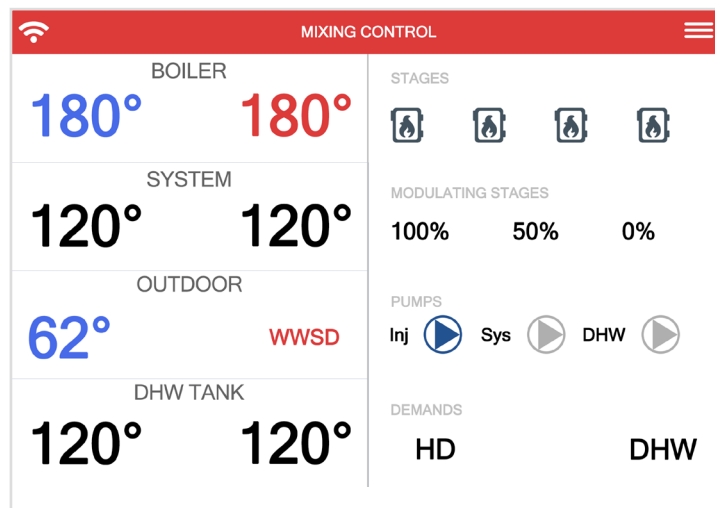 MIXING CONTROL
BOILER
180° 180°
SYSTEM
120° 120°
OUTDOOR
62° WWSD
DHW TANK
120° 120°
STAGES
MODULATING STAGES
100% 50% 0%
PUMPS
Inj Sys DHW
DEMANDS
HD DHW